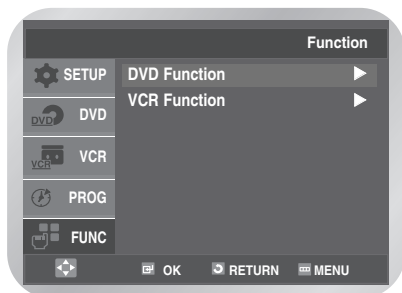 Function
SETUP
DVD Function
VCR Function
DVD DVD
VCR VCR
PROG
FUNC
OK RETURN MENU